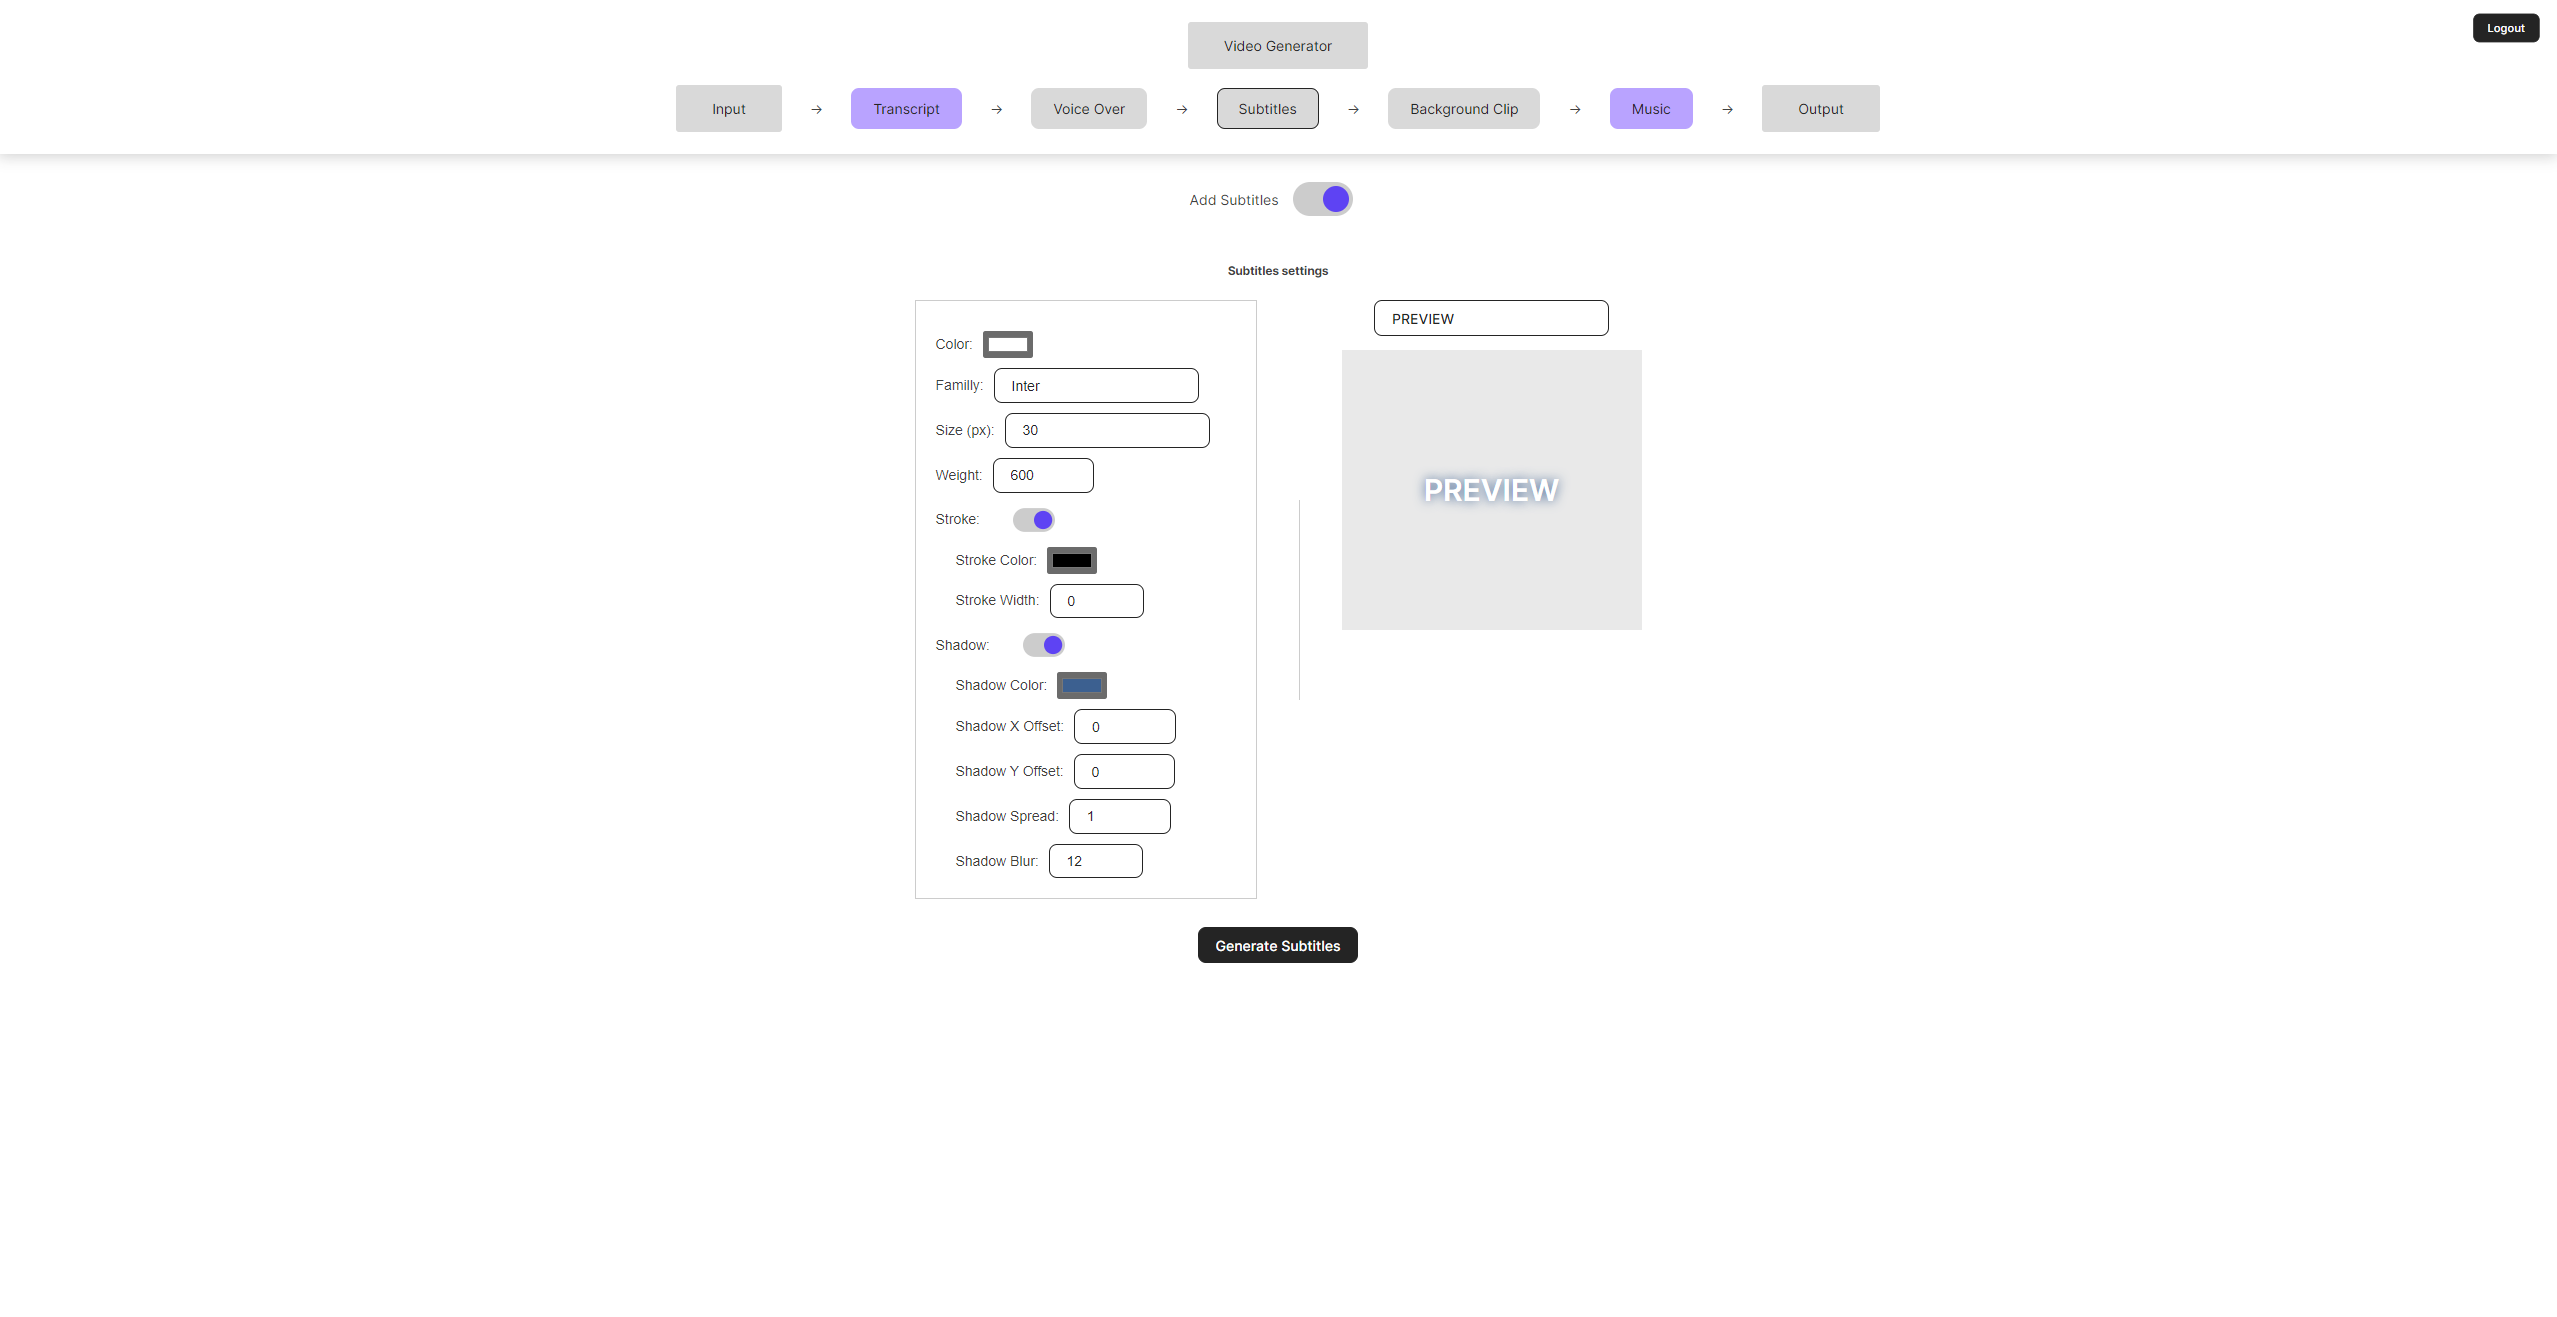 Logout
Video Generator
Input → Transcript → Voice Over → Subtitles → Background Clip → Music → Output
Add Subtitles
Subtitles settings
Color:
Familly: Inter
Size (px): 30
Weight: 600
Stroke:
Stroke Color:
Stroke Width: 0
Shadow:
Shadow Color:
Shadow X Offset: 0
Shadow Y Offset: 0
Shadow Spread: 1
Shadow Blur: 12
PREVIEW
PREVIEW
Generate Subtitles